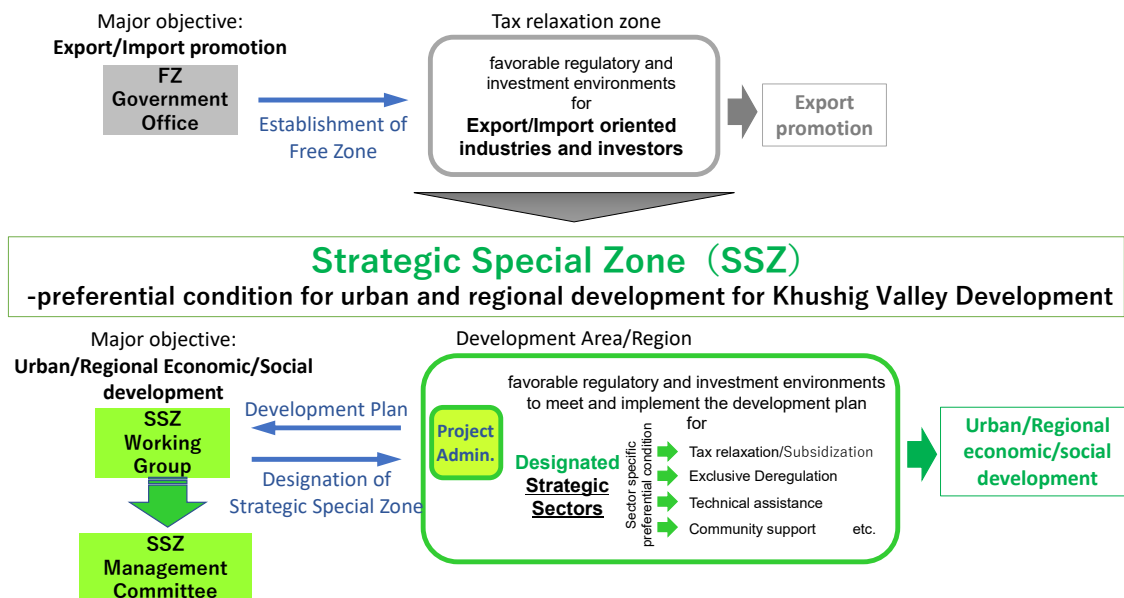 Major objective:
Export/Import promotion
FZ
Government
Office
Establishment of
Free Zone
Tax relaxation zone
favorable regulatory and
investment environments
for
Export/Import oriented
industries and investors
Export
promotion
Strategic Special Zone（SSZ）
-preferential condition for urban and regional development for Khushig Valley Development
Major objective:
Urban/Regional Economic/Social
development
SSZ
Working
Group
Development Plan
Designation of
Strategic Special Zone
SSZ
Management
Committee
Development Area/Region
Project
Admin.
favorable regulatory and investment environments
to meet and implement the development plan
for
Designated
Strategic
Sectors
Sector specific
preferential condition
Tax relaxation/Subsidization
Exclusive Deregulation
Technical assistance
Community support etc.
Urban/Regional
economic/social
development